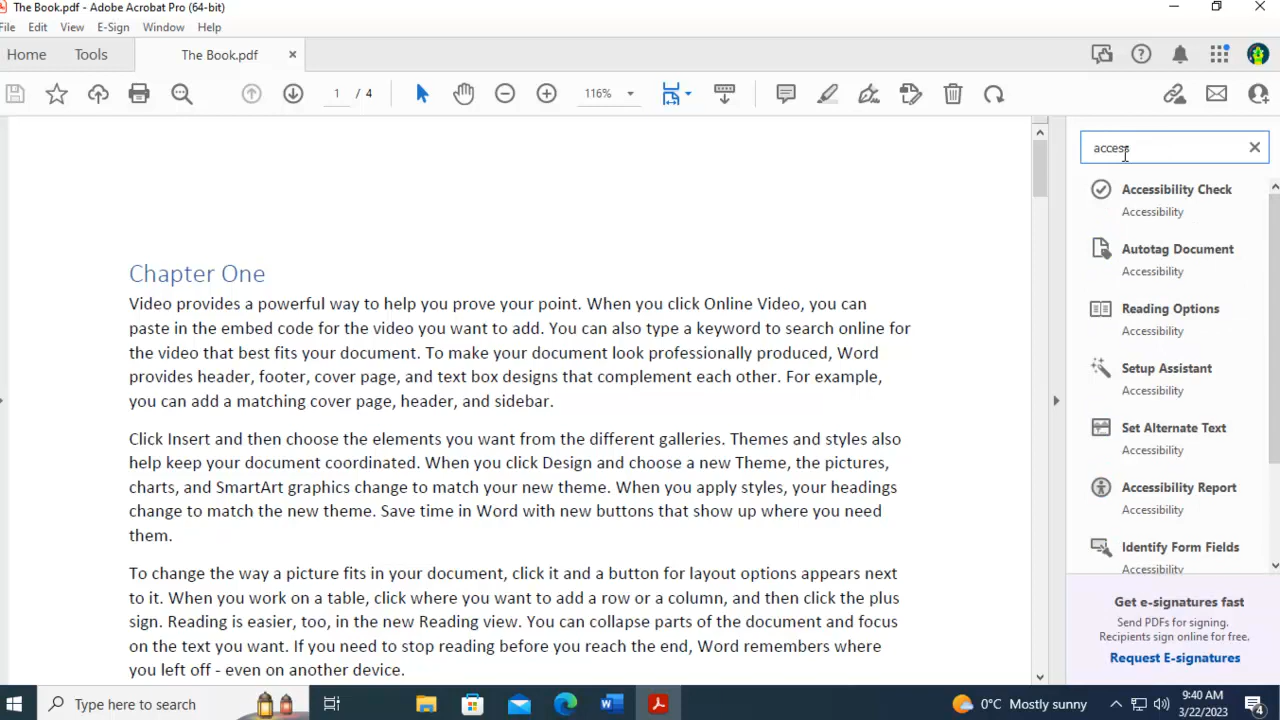 The Book.pdf - Adobe Acrobat Pro (64-bit)
File Edit View E-Sign Window Help
Home Tools The Book.pdf
1 / 4 116%
access
Accessibility Check
Accessibility
Autotag Document
Accessibility
Reading Options
Accessibility
Setup Assistant
Accessibility
Set Alternate Text
Accessibility
Accessibility Report
Accessibility
Identify Form Fields
Accessibility
Chapter One
Video provides a powerful way to help you prove your point. When you click Online Video, you can
paste in the embed code for the video you want to add. You can also type a keyword to search online for
the video that best fits your document. To make your document look professionally produced, Word
provides header, footer, cover page, and text box designs that complement each other. For example,
you can add a matching cover page, header, and sidebar.
Click Insert and then choose the elements you want from the different galleries. Themes and styles also
help keep your document coordinated. When you click Design and choose a new Theme, the pictures,
charts, and SmartArt graphics change to match your new theme. When you apply styles, your headings
change to match the new theme. Save time in Word with new buttons that show up where you need
them.
To change the way a picture fits in your document, click it and a button for layout options appears next
to it. When you work on a table, click where you want to add a row or a column, and then click the plus
sign. Reading is easier, too, in the new Reading view. You can collapse parts of the document and focus
on the text you want. If you need to stop reading before you reach the end, Word remembers where
you left off - even on another device.
Get e-signatures fast
Send PDFs for signing.
Recipients sign online for free.
Request E-signatures
Type here to search
0°C Mostly sunny
9:40 AM
3/22/2023
4